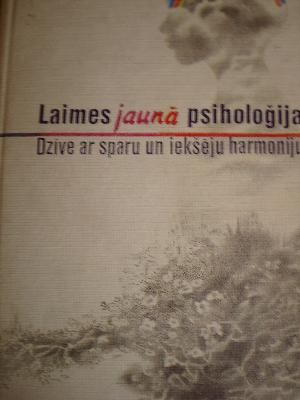 Laimes jaunā psiholoģija
Dzīve ar sparu un iekšēju harmoniju